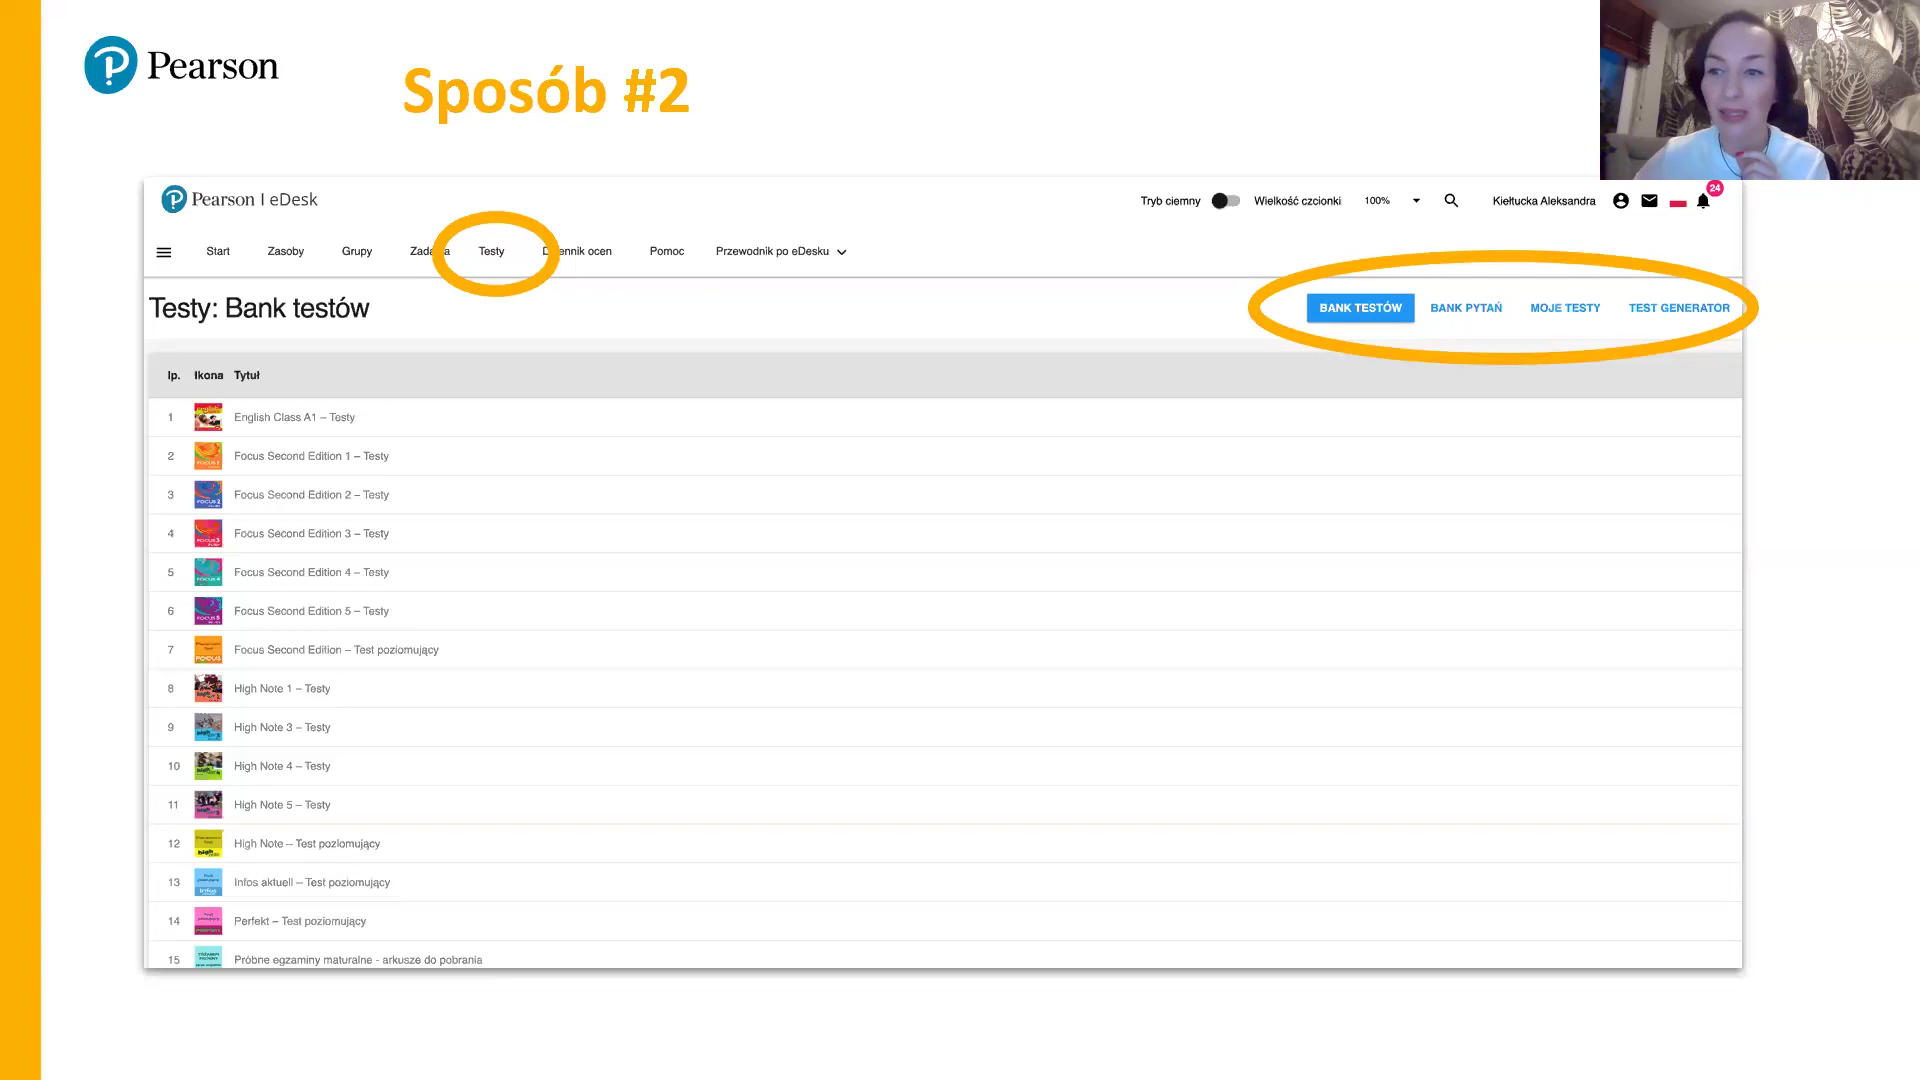 Pearson
Sposób #2
Pearson | eDesk
Tryb ciemny Wielkość czcionki 100% Kiełtucka Aleksandra 24
Start Zasoby Grupy Zada Testy ennik ocen Pomoc Przewodnik po eDesku
Testy: Bank testów
BANK TESTÓW BANK PYTAŃ MOJE TESTY TEST GENERATOR
lp. Ikona Tytuł
1 English Class A1 – Testy
2 Focus Second Edition 1 – Testy
3 Focus Second Edition 2 – Testy
4 Focus Second Edition 3 – Testy
5 Focus Second Edition 4 – Testy
6 Focus Second Edition 5 – Testy
7 Focus Second Edition – Test poziomujący
8 High Note 1 – Testy
9 High Note 3 – Testy
10 High Note 4 – Testy
11 High Note 5 – Testy
12 High Note – Test poziomujący
13 Infos aktuell – Test poziomujący
14 Perfekt – Test poziomujący
15 Próbne egzaminy maturalne - arkusze do pobrania